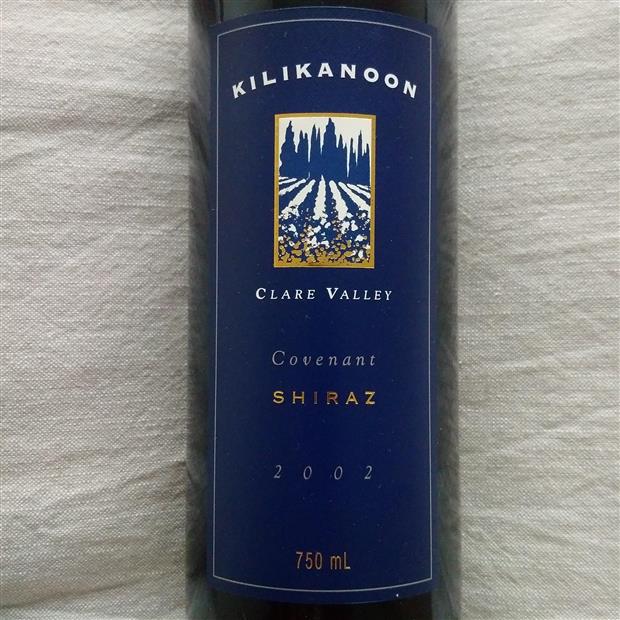 KILIKANOON
CLARE VALLEY
Covenant
SHIRAZ
2002
750 mL